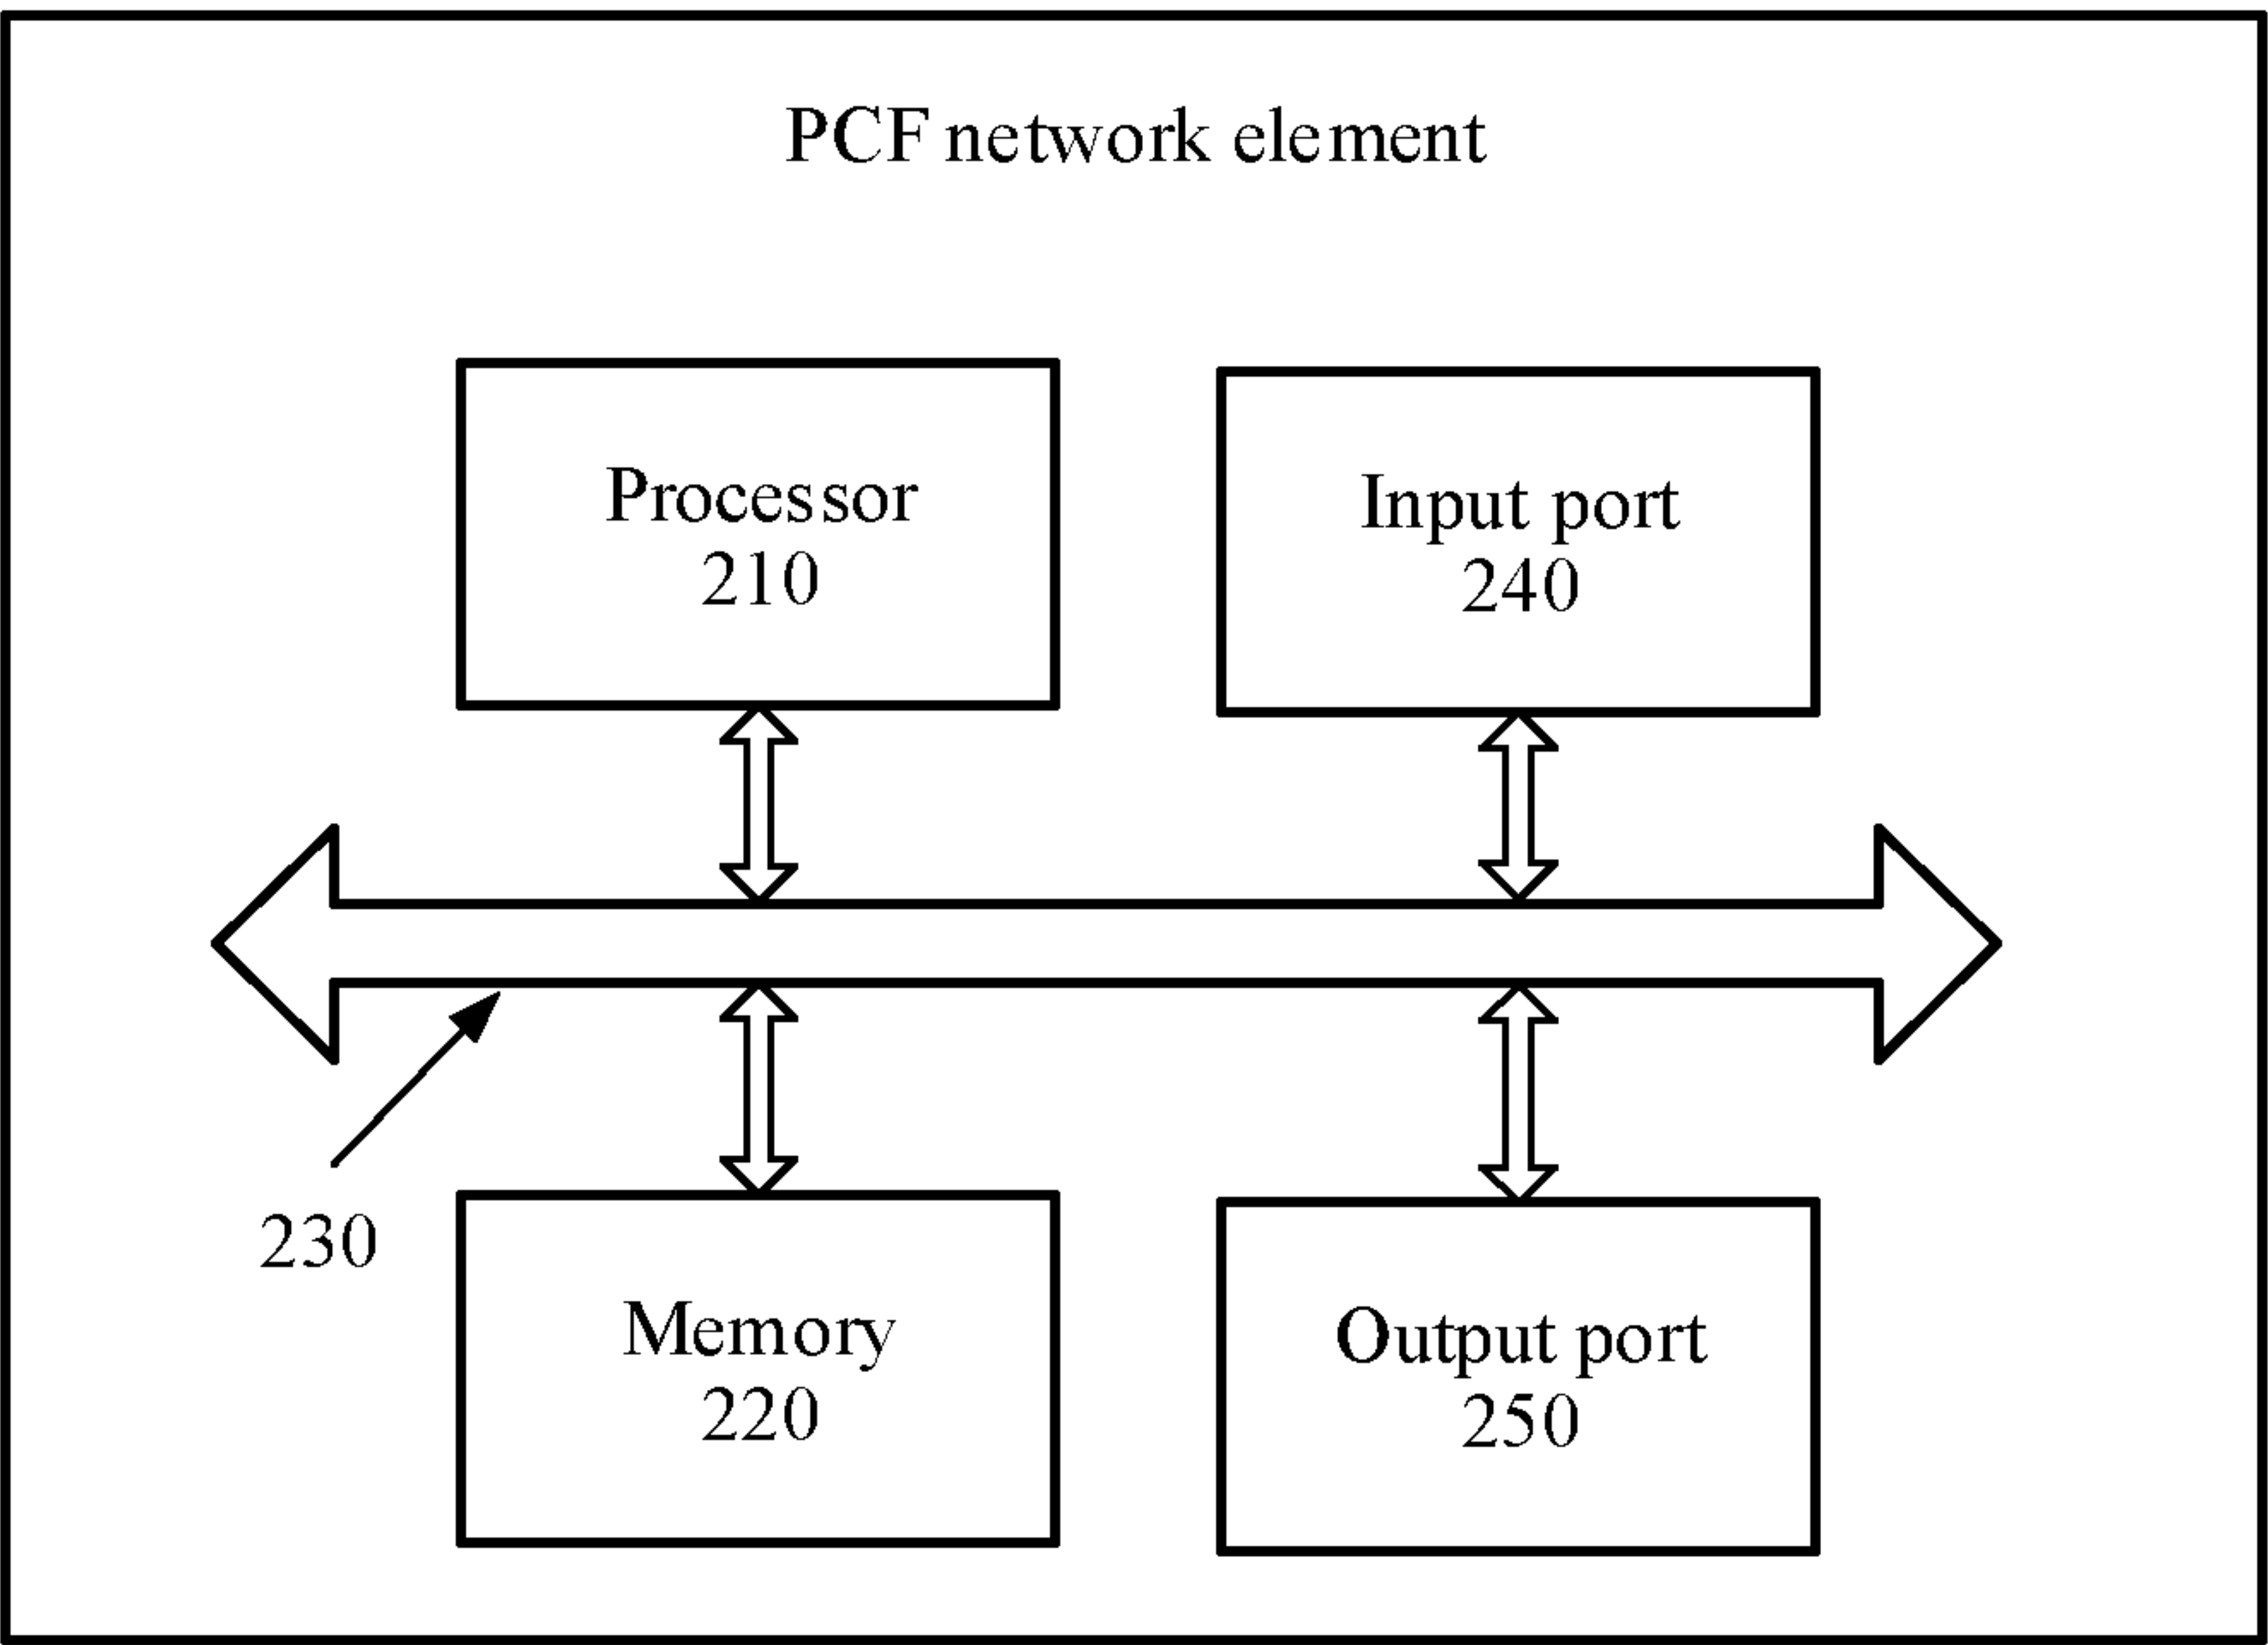 PCF network element
Processor
210
Input port
240
230
Memory
220
Output port
250